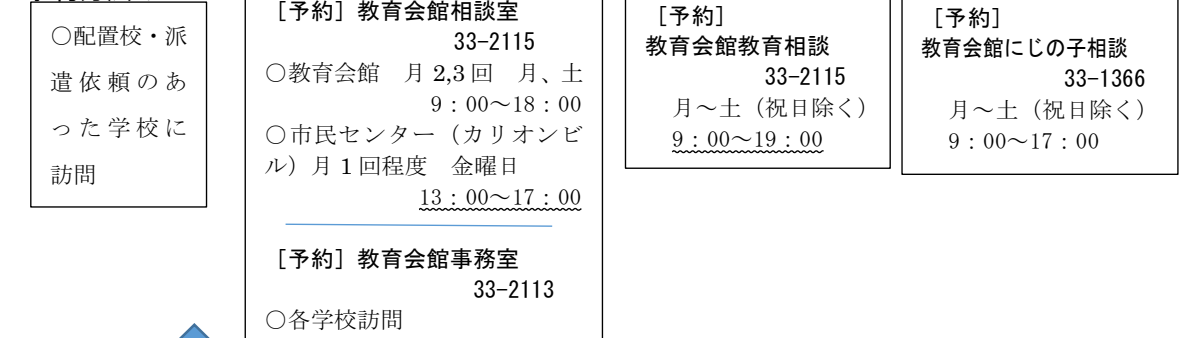 ○配置校・派
遣依頼のあ
った学校に
訪問
［予約］教育会館相談室
33-2115
○教育会館　月 2,3 回　月、土
9：00～18：00
○市民センター（カリオンビ
ル）月 1 回程度　金曜日
13：00～17：00
［予約］教育会館事務室
33-2113
○各学校訪問
［予約］
教育会館教育相談
33-2115
月～土（祝日除く）
9：00～19：00
［予約］
教育会館にじの子相談
33-1366
月～土（祝日除く）
9：00～17：00